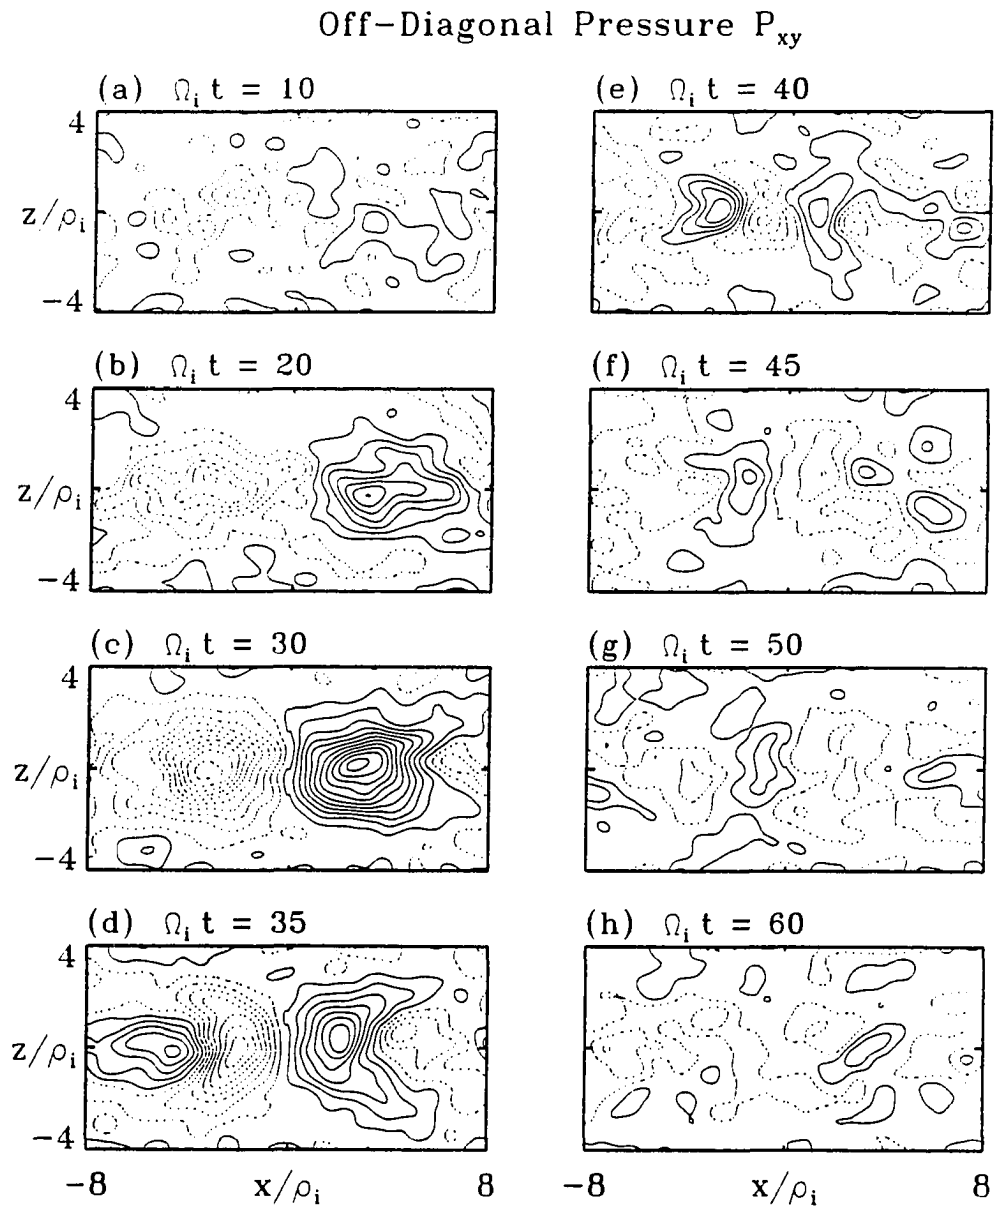 Off-Diagonal Pressure P_xy
(a) Ω_i t = 10
4
z/ρ_i
-4
(b) Ω_i t = 20
4
z/ρ_i
-4
(c) Ω_i t = 30
4
z/ρ_i
-4
(d) Ω_i t = 35
4
z/ρ_i
-4
-8 x/ρ_i 8
(e) Ω_i t = 40
(f) Ω_i t = 45
(g) Ω_i t = 50
(h) Ω_i t = 60
-8 x/ρ_i 8